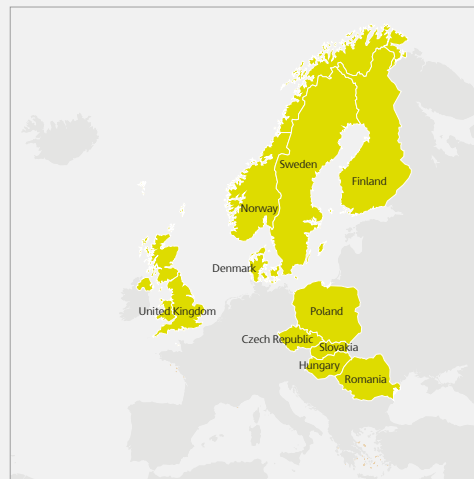 Sweden
Finland
Norway
Denmark
United Kingdom
Poland
Czech Republic
Slovakia
Hungary
Romania